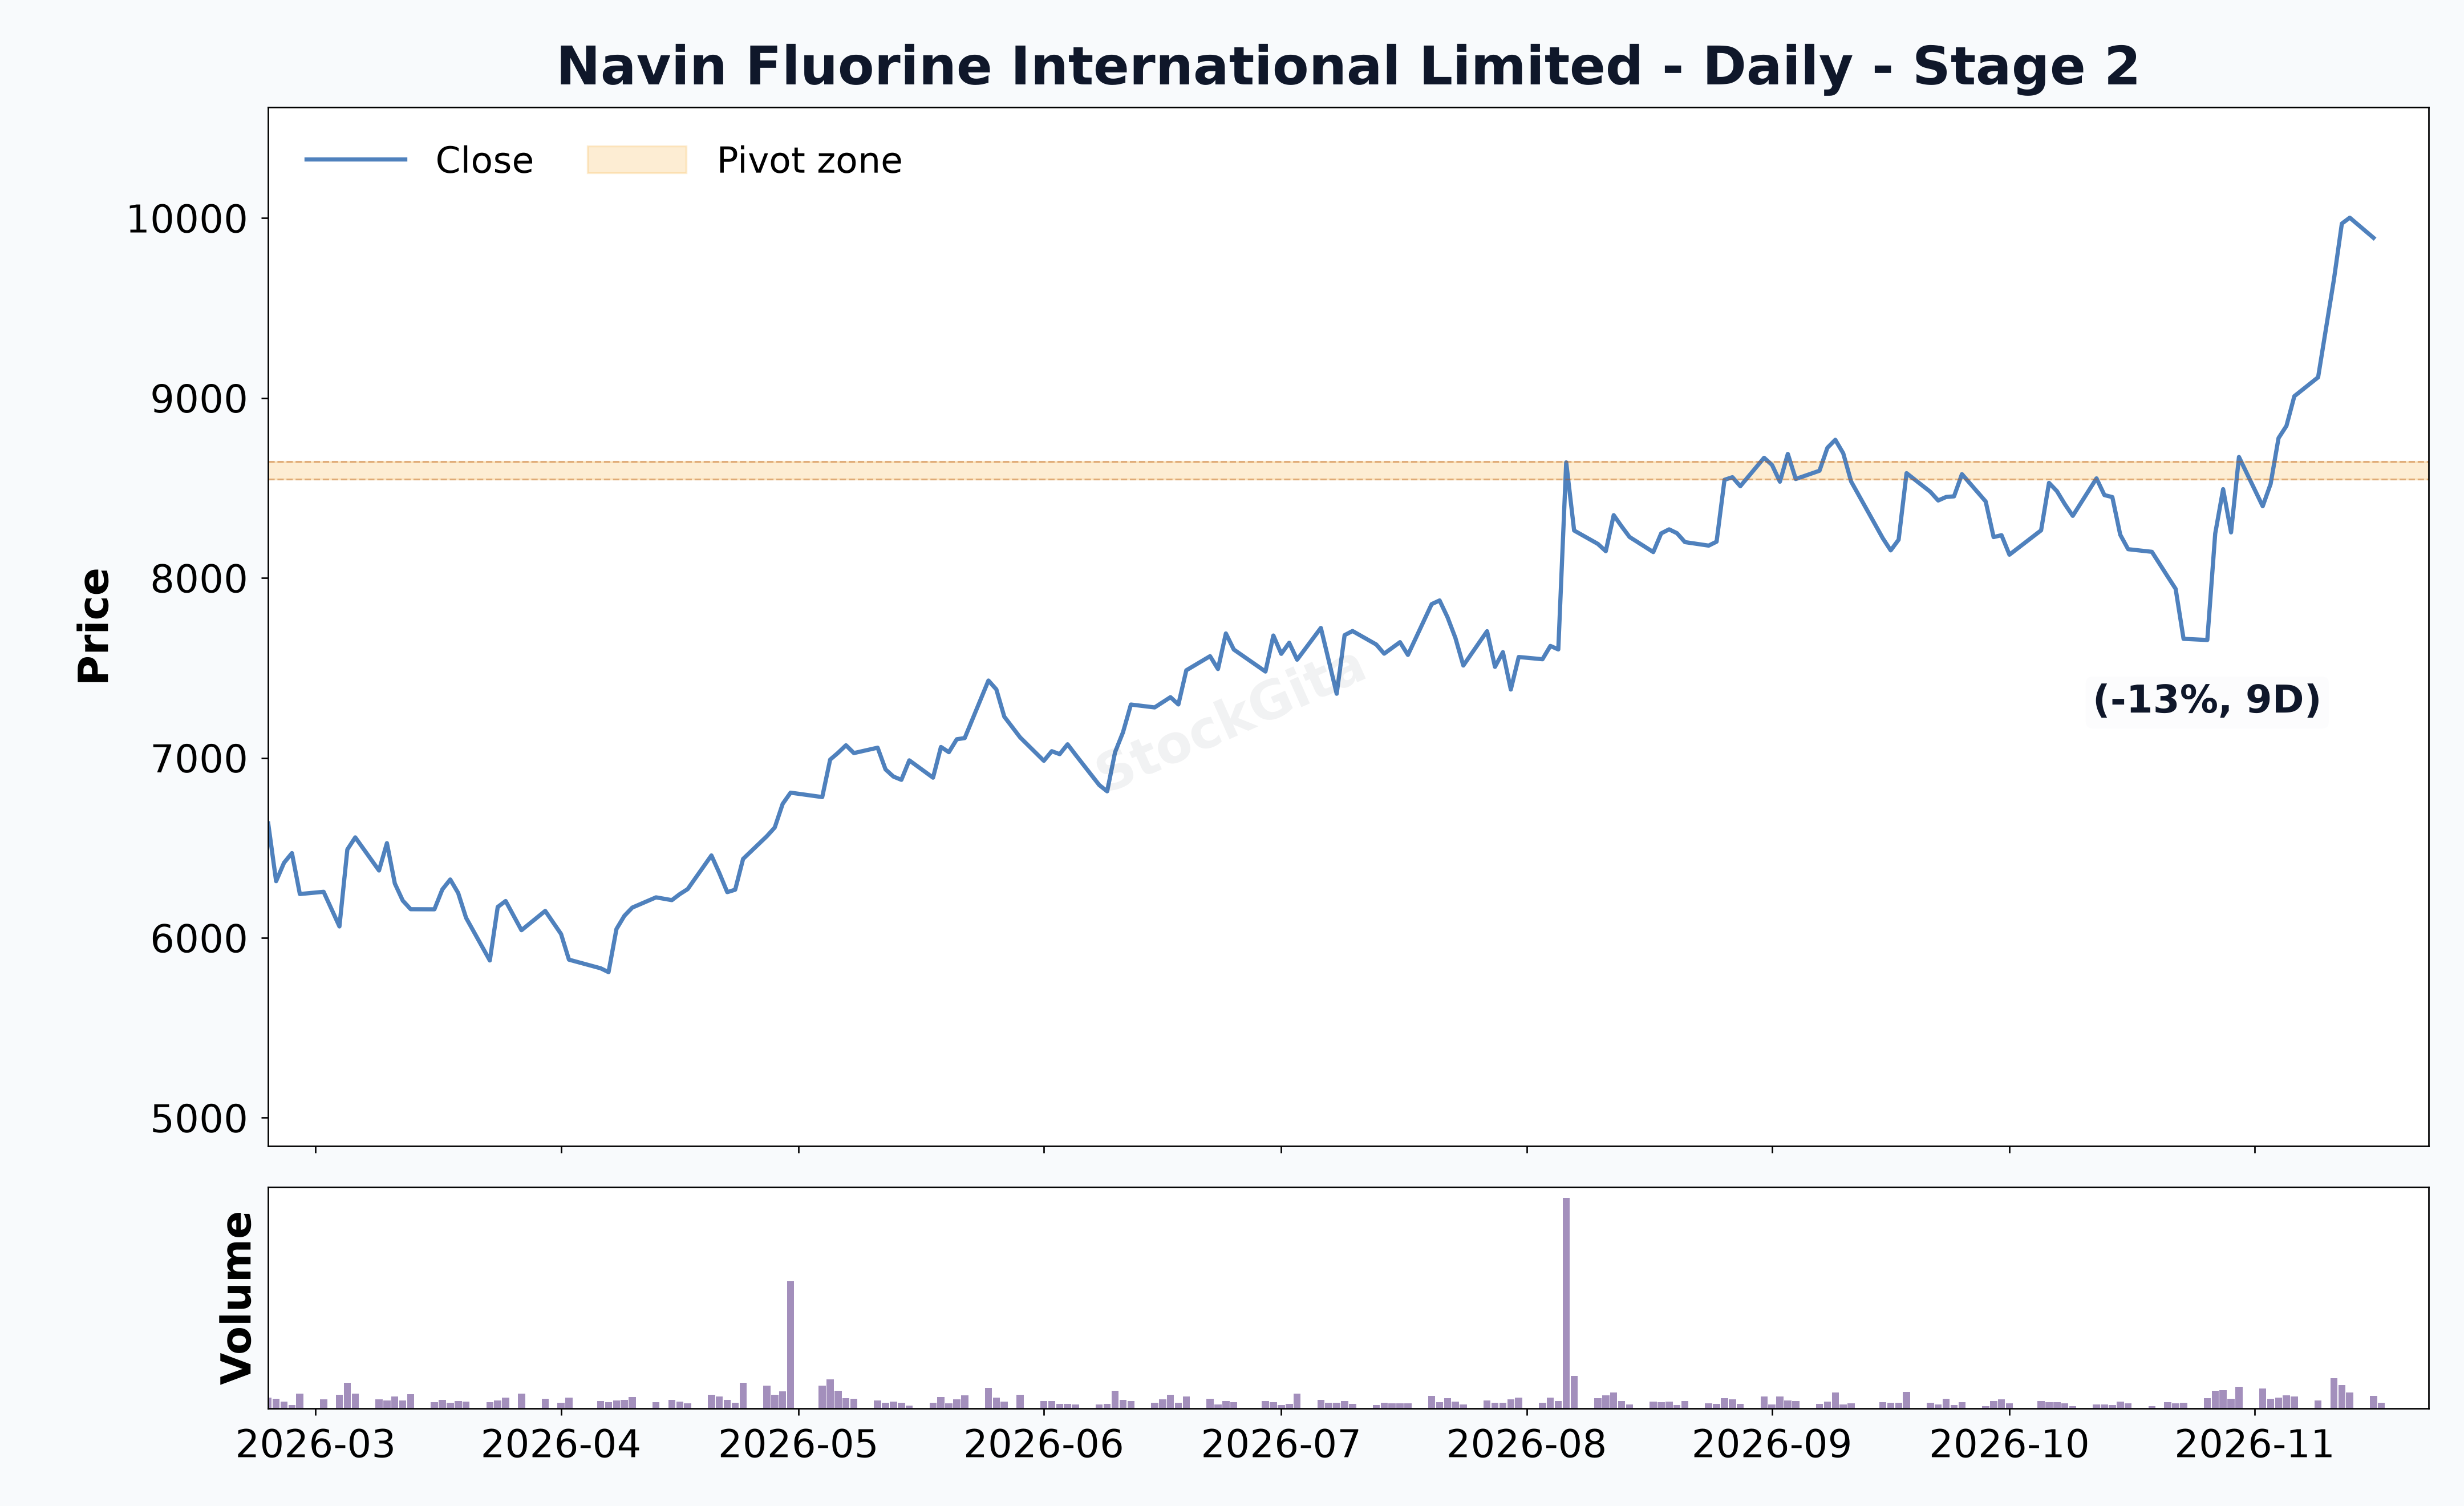 Navin Fluorine International Limited - Daily - Stage 2
Close
Pivot zone
10000
9000
8000
7000
6000
5000
Price
StockGita
(-13%, 9D)
Volume
2026-03
2026-04
2026-05
2026-06
2026-07
2026-08
2026-09
2026-10
2026-11